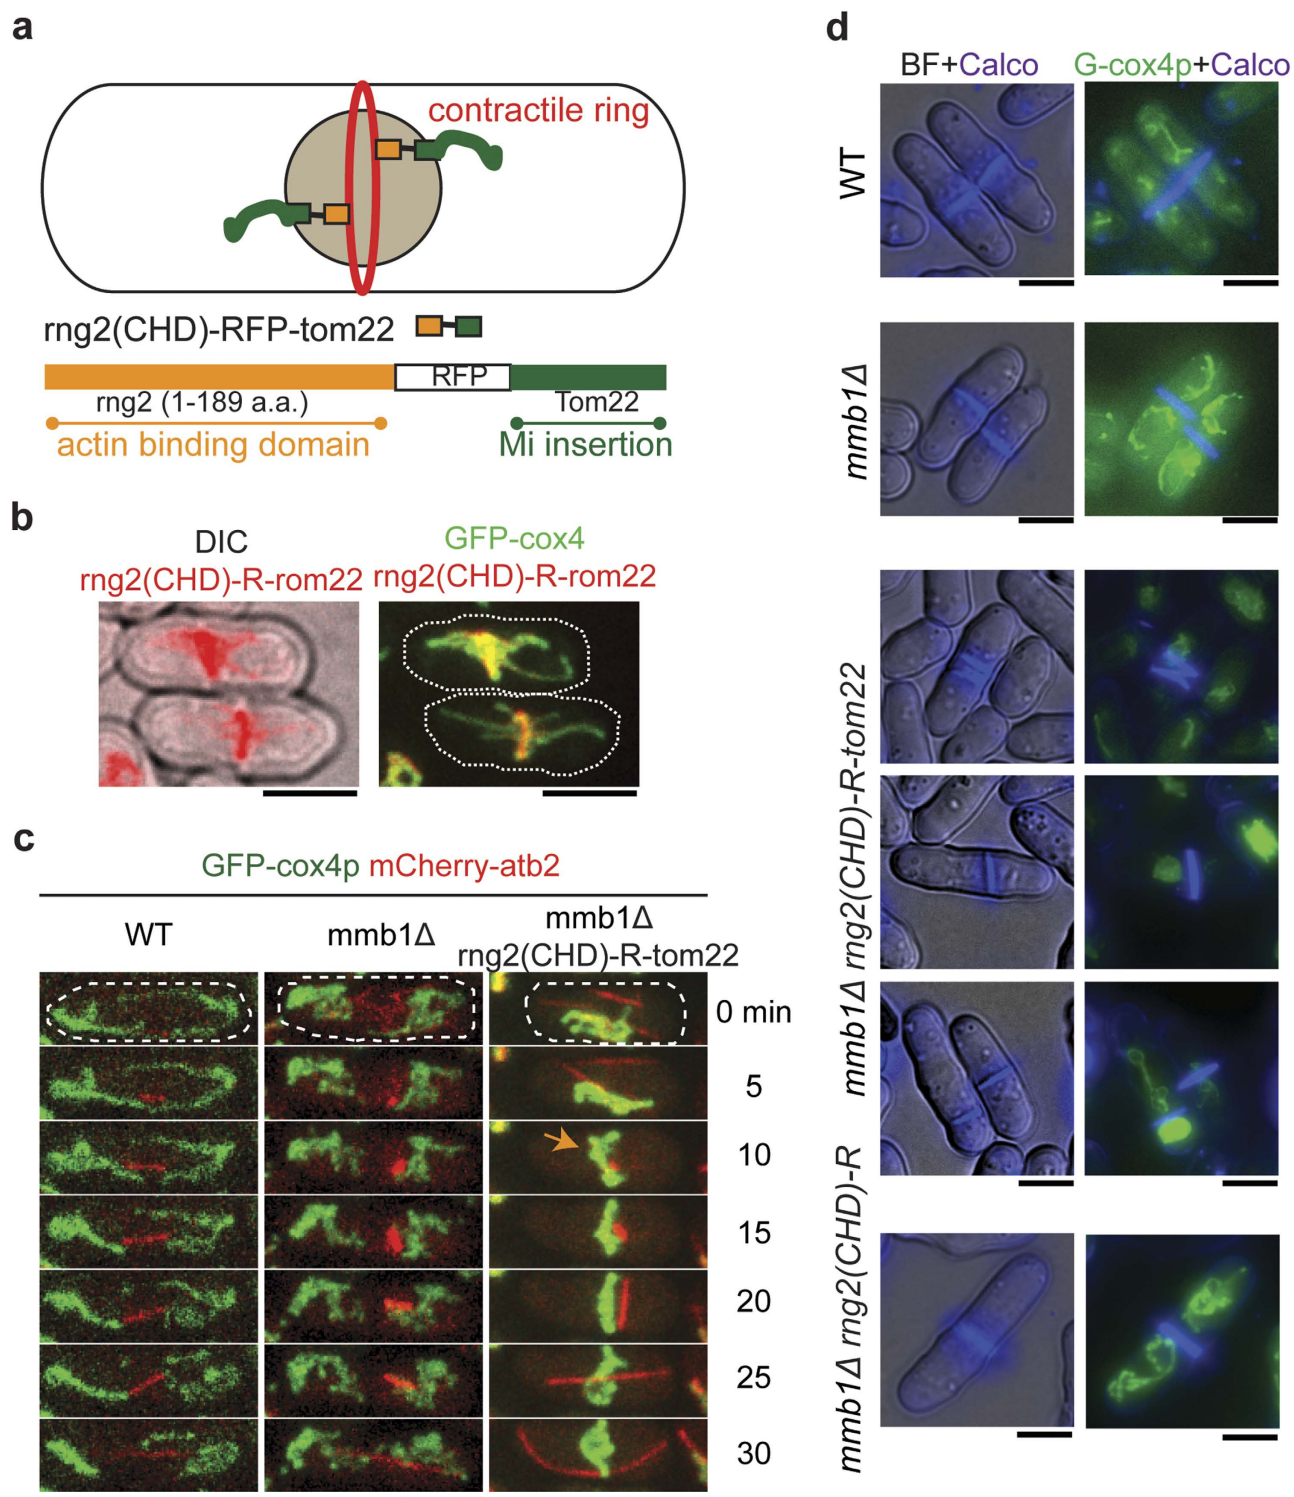 a
contractile ring
rng2(CHD)-RFP-tom22
RFP
rng2 (1-189 a.a.)
Tom22
actin binding domain
Mi insertion
b
DIC
rng2(CHD)-R-rom22
GFP-cox4
rng2(CHD)-R-rom22
c
GFP-cox4p mCherry-atb2
WT
mmb1Δ
mmb1Δ
rng2(CHD)-R-tom22
0 min
5
10
15
20
25
30
d
BF+Calco
G-cox4p+Calco
WT
mmb1Δ
mmb1Δ rng2(CHD)-R-tom22
mmb1Δ rng2(CHD)-R